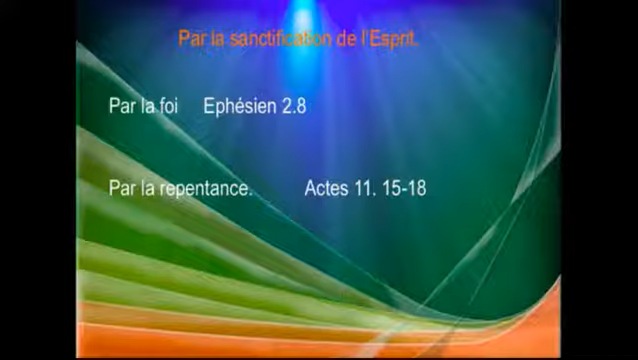 Par la sanctification de l'Esprit.
Par la foi Ephésien 2.8
Par la repentance. Actes 11. 15-18